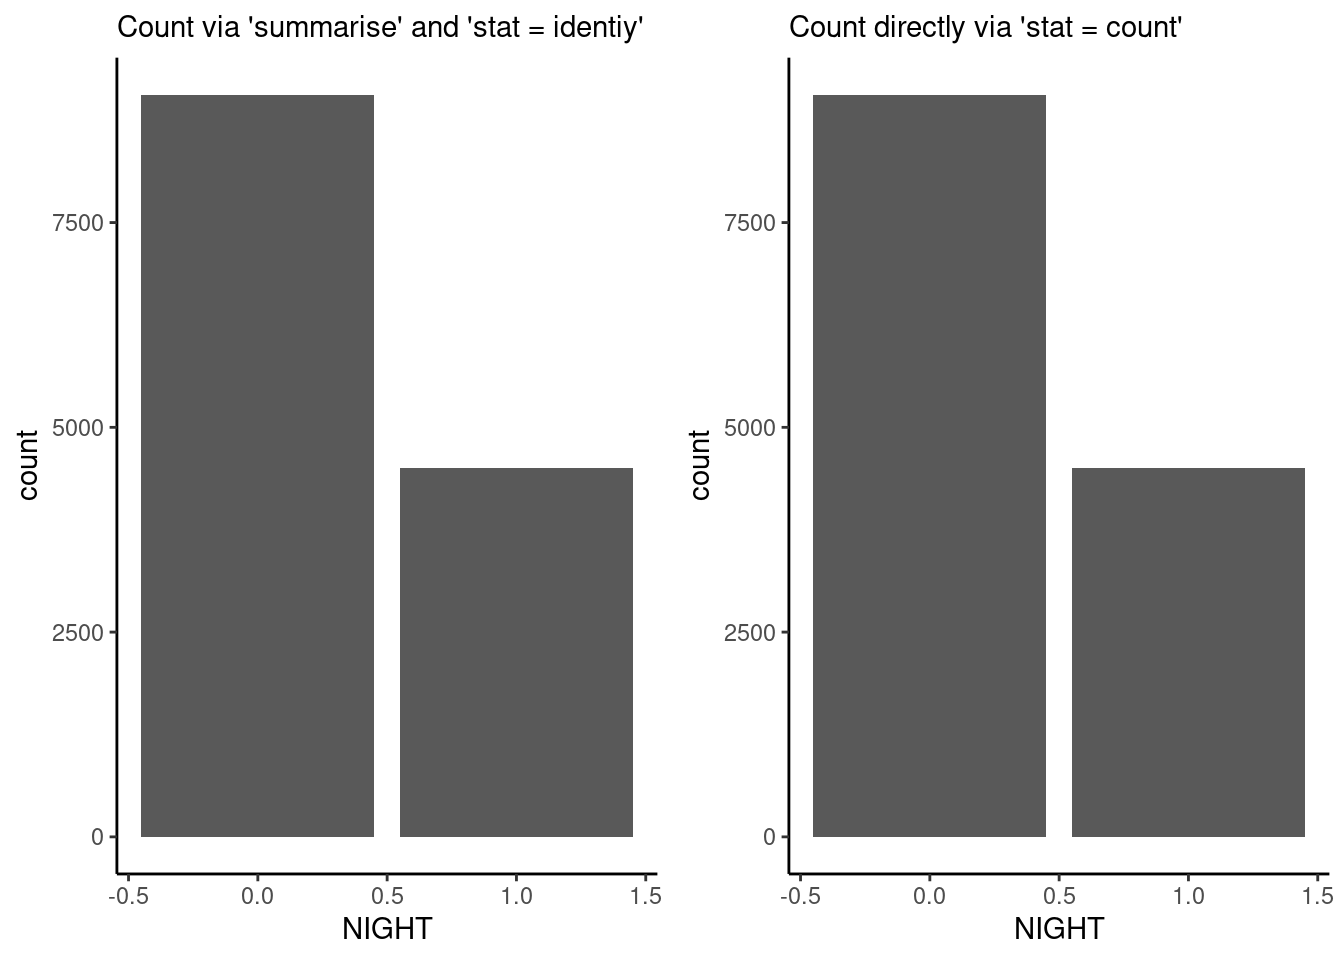 Count via 'summarise' and 'stat = identiy'
7500
5000
2500
0
count
-0.5 0.0 0.5 1.0 1.5
NIGHT
Count directly via 'stat = count'
7500
5000
2500
0
count
-0.5 0.0 0.5 1.0 1.5
NIGHT